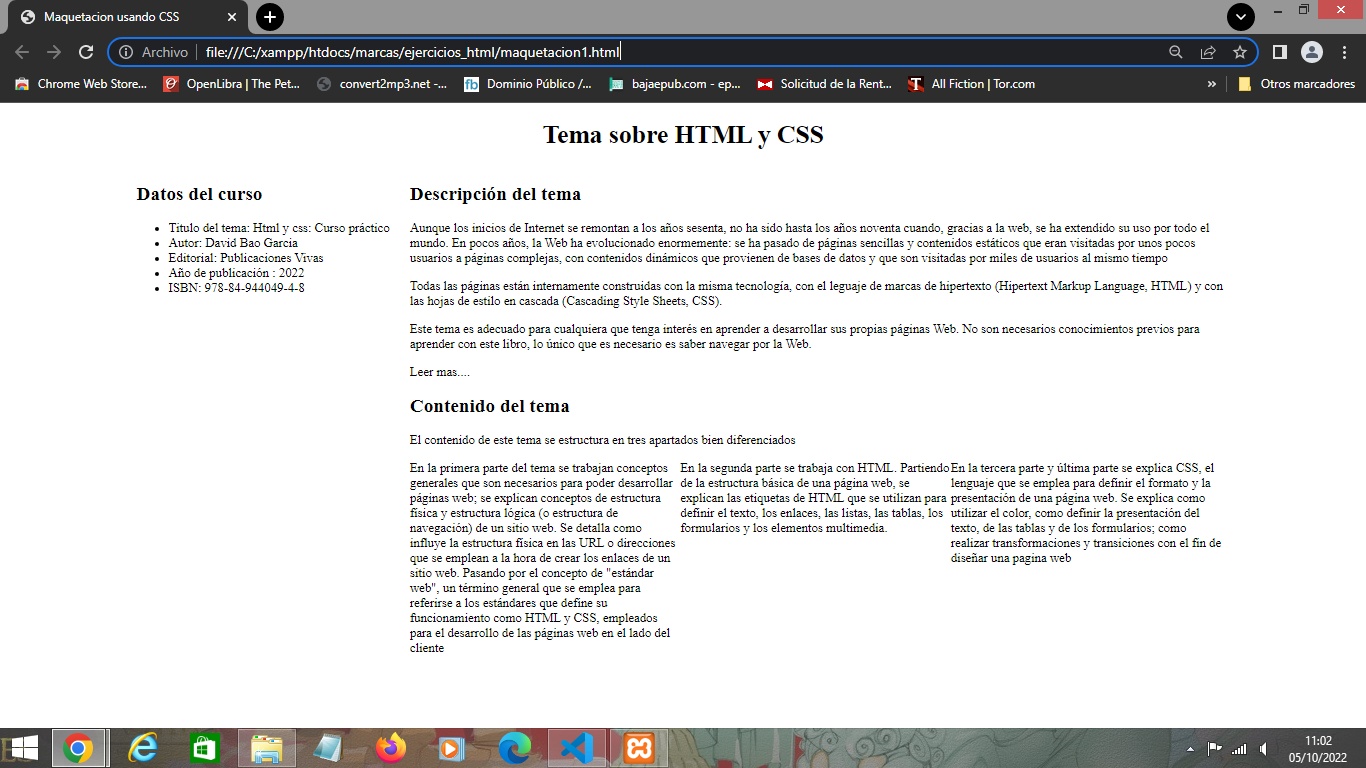 Maquetacion usando CSS
Archivo
file:///C:/xampp/htdocs/marcas/ejercicios_html/maquetacion1.html
Chrome Web Store...
OpenLibra | The Pet...
convert2mp3.net -...
fb
Dominio Público /...
bajaepub.com - ep...
Solicitud de la Rent...
T
All Fiction | Tor.com
»
Otros marcadores
Tema sobre HTML y CSS
Datos del curso
• Titulo del tema: Html y css: Curso práctico
• Autor: David Bao Garcia
• Editorial: Publicaciones Vivas
• Año de publicación : 2022
• ISBN: 978-84-944049-4-8
Descripción del tema
Aunque los inicios de Internet se remontan a los años sesenta, no ha sido hasta los años noventa cuando, gracias a la web, se ha extendido su uso por todo el
mundo. En pocos años, la Web ha evolucionado enormemente: se ha pasado de páginas sencillas y contenidos estáticos que eran visitadas por unos pocos
usuarios a páginas complejas, con contenidos dinámicos que provienen de bases de datos y que son visitadas por miles de usuarios al mismo tiempo
Todas las páginas están internamente construidas con la misma tecnología, con el leguaje de marcas de hipertexto (Hipertext Markup Language, HTML) y con
las hojas de estilo en cascada (Cascading Style Sheets, CSS).
Este tema es adecuado para cualquiera que tenga interés en aprender a desarrollar sus propias páginas Web. No son necesarios conocimientos previos para
aprender con este libro, lo único que es necesario es saber navegar por la Web.
Leer mas....
Contenido del tema
El contenido de este tema se estructura en tres apartados bien diferenciados
En la primera parte del tema se trabajan conceptos
generales que son necesarios para poder desarrollar
páginas web; se explican conceptos de estructura
física y estructura lógica (o estructura de
navegación) de un sitio web. Se detalla como
influye la estructura física en las URL o direcciones
que se emplean a la hora de crear los enlaces de un
sitio web. Pasando por el concepto de "estándar
web", un término general que se emplea para
referirse a los estándares que define su
funcionamiento como HTML y CSS, empleados
para el desarrollo de las páginas web en el lado del
cliente
En la segunda parte se trabaja con HTML. Partiendo
de la estructura básica de una página web, se
explican las etiquetas de HTML que se utilizan para
definir el texto, los enlaces, las listas, las tablas, los
formularios y los elementos multimedia.
En la tercera parte y última parte se explica CSS, el
lenguaje que se emplea para definir el formato y la
presentación de una página web. Se explica como
utilizar el color, como definir la presentación del
texto, de las tablas y de los formularios; como
realizar transformaciones y transiciones con el fín de
diseñar una pagina web
11:02
05/10/2022